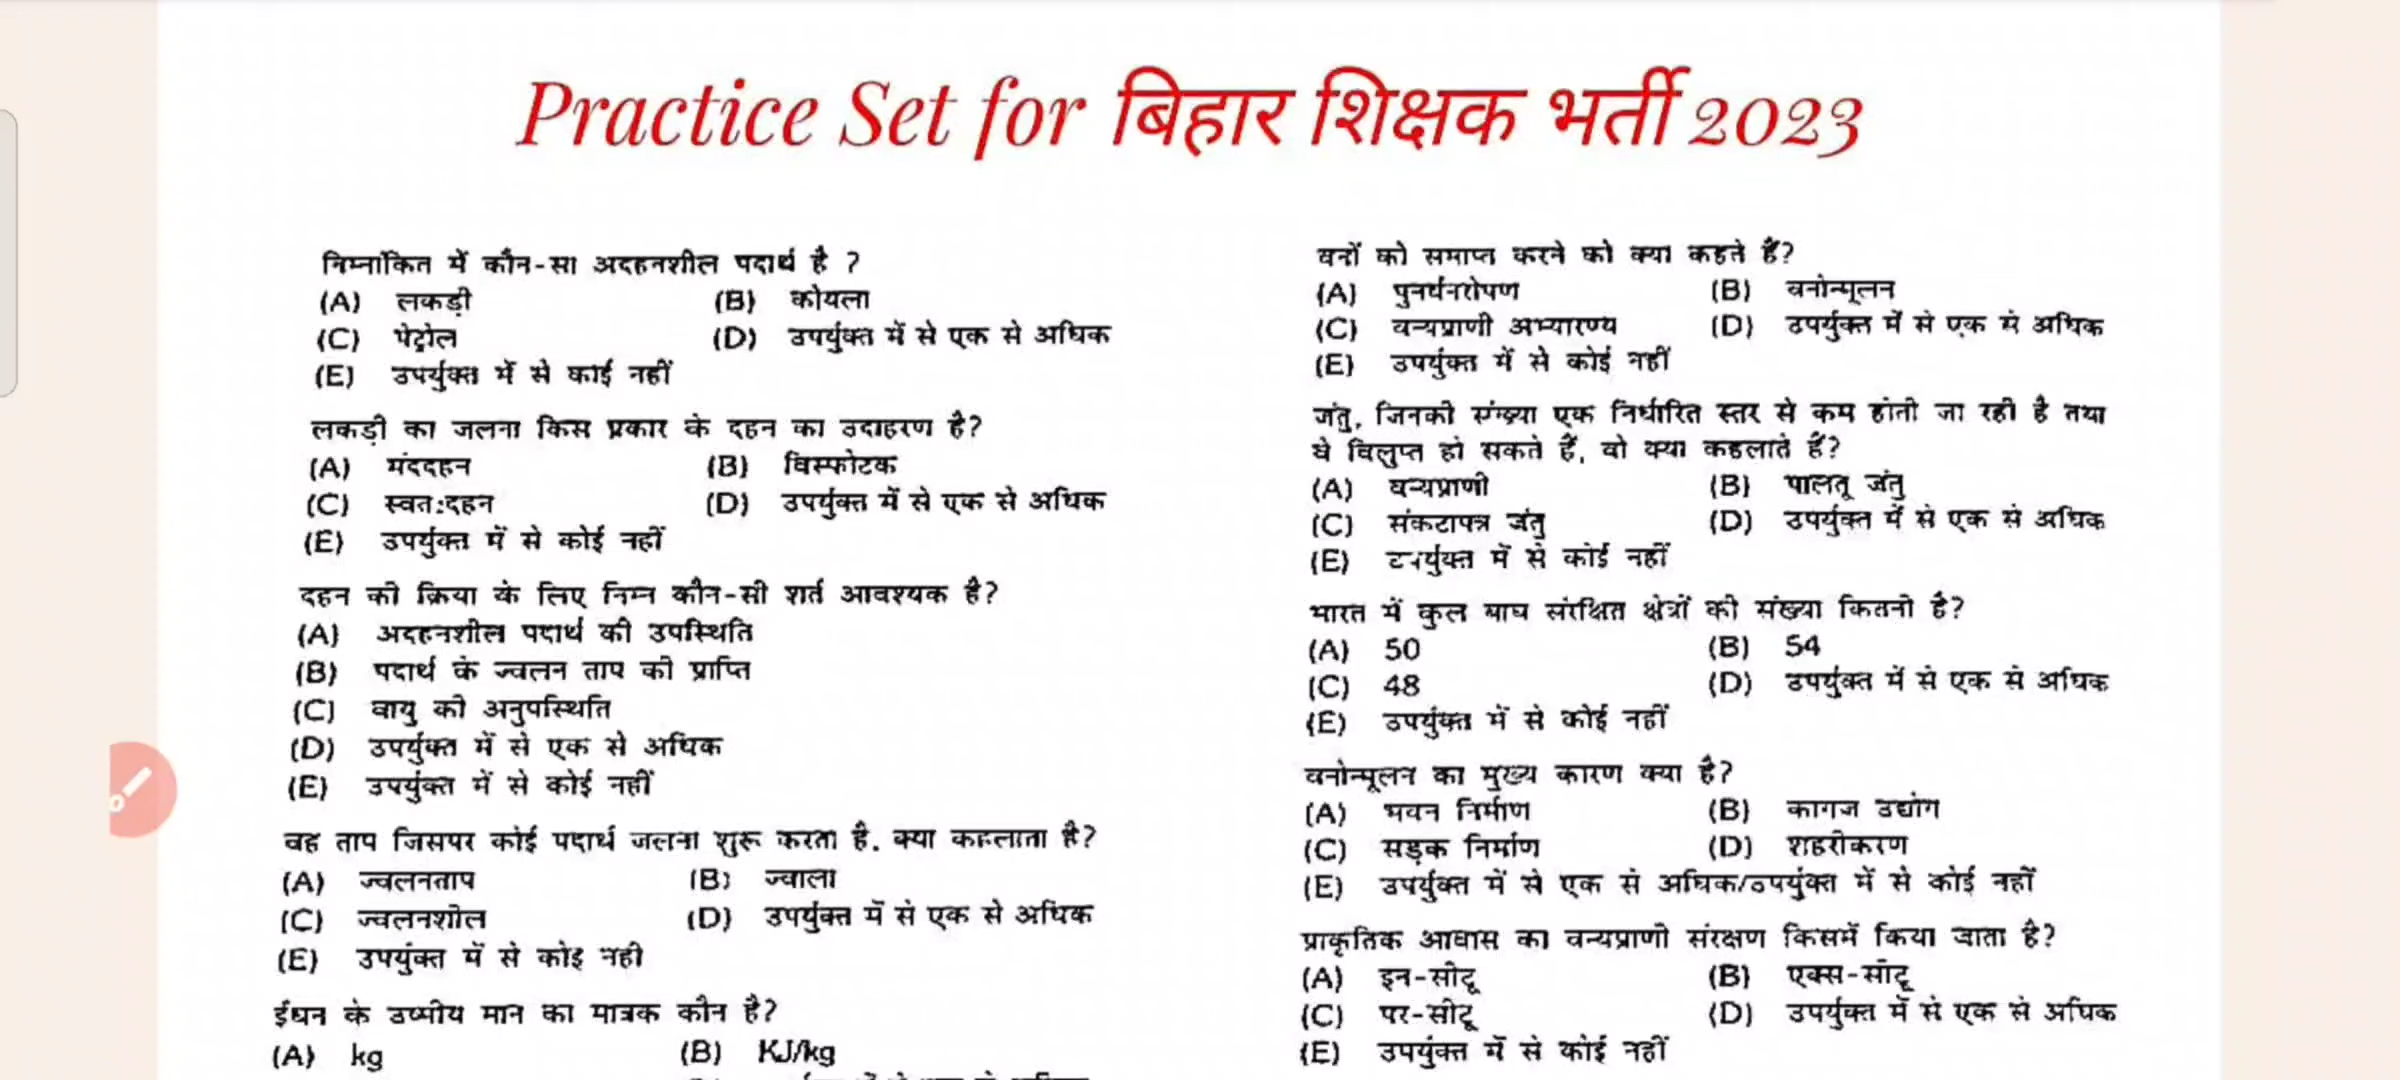 Practice Set for बिहार शिक्षक भर्ती 2023
निम्नांकित में कौन-सा अदहनशील पदार्थ है ?
(A) लकड़ी (B) कोयला
(C) पेट्रोल (D) उपर्युक्त में से एक से अधिक
(E) उपर्युक्त में से कोई नहीं
लकड़ी का जलना किस प्रकार के दहन का उदाहरण है?
(A) मंददहन (B) विस्फोटक
(C) स्वत:दहन (D) उपर्युक्त में से एक से अधिक
(E) उपर्युक्त में से कोई नहीं
दहन की क्रिया के लिए निम्न कौन-सी शर्त आवश्यक है?
(A) अदहनशील पदार्थ की उपस्थिति
(B) पदार्थ के ज्वलन ताप की प्राप्ति
(C) वायु की अनुपस्थिति
(D) उपर्युक्त में से एक से अधिक
(E) उपर्युक्त में से कोई नहीं
वह ताप जिसपर कोई पदार्थ जलना शुरू करता है. क्या कहलाता है?
(A) ज्वलनताप (B) ज्वाला
(C) ज्वलनशील (D) उपर्युक्त में से एक से अधिक
(E) उपर्युक्त में से कोई नहीं
ईंधन के उष्मीय मान का मात्रक कौन है?
(A) kg (B) KJ/kg
वनों को समाप्त करने को क्या कहते हैं?
(A) पुनर्वनरोपण (B) वनोन्मूलन
(C) वन्यप्राणी अभ्यारण्य (D) उपर्युक्त में से एक से अधिक
(E) उपर्युक्त में से कोई नहीं
जंतु, जिनकी संख्या एक निर्धारित स्तर से कम होती जा रही है तथा
वे विलुप्त हो सकते हैं, वो क्या कहलाते हैं?
(A) वन्यप्राणी (B) पालतू जंतु
(C) संकटापन्न जंतु (D) उपर्युक्त में से एक से अधिक
(E) उपर्युक्त में से कोई नहीं
भारत में कुल बाघ संरक्षित क्षेत्रों की संख्या कितनी है?
(A) 50 (B) 54
(C) 48 (D) उपर्युक्त में से एक से अधिक
(E) उपर्युक्त में से कोई नहीं
वनोन्मूलन का मुख्य कारण क्या है?
(A) भवन निर्माण (B) कागज उद्योग
(C) सड़क निर्माण (D) शहरीकरण
(E) उपर्युक्त में से एक से अधिक/उपर्युक्त में से कोई नहीं
प्राकृतिक आवास का वन्यप्राणी संरक्षण किसमें किया जाता है?
(A) इन-सीटू (B) एक्स-सीटू
(C) पर-सीटू (D) उपर्युक्त में से एक से अधिक
(E) उपर्युक्त में से कोई नहीं